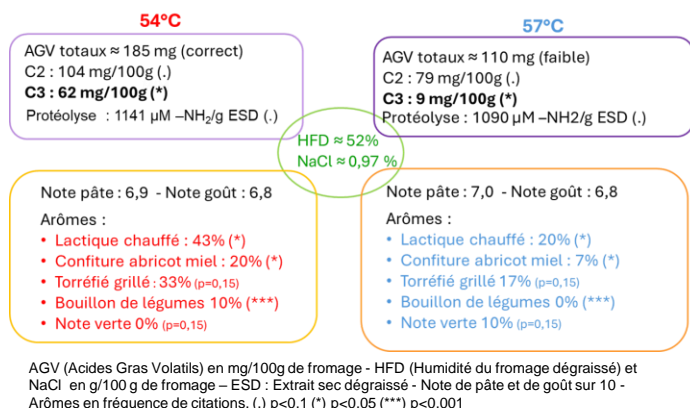 54°C
57°C
AGV totaux ≈ 185 mg (correct)
C2 : 104 mg/100g (.)
C3 : 62 mg/100g (*)
Protéolyse : 1141 µM –NH₂/g ESD (.)
AGV totaux ≈ 110 mg (faible)
C2 : 79 mg/100g (.)
C3 : 9 mg/100g (*)
Protéolyse : 1090 µM –NH2/g ESD (.)
HFD ≈ 52%
NaCl ≈ 0,97 %
Note pâte : 6,9 - Note goût : 6,8
Arômes :
• Lactique chauffé : 43% (*)
• Confiture abricot miel : 20% (*)
• Torréfié grillé : 33% (p=0,15)
• Bouillon de légumes 10% (***)
• Note verte 0% (p=0,15)
Note pâte : 7,0 - Note goût : 6,8
Arômes :
• Lactique chauffé : 20% (*)
• Confiture abricot miel : 7% (*)
• Torréfié grillé 17% (p=0,15)
• Bouillon de légumes 0% (***)
• Note verte 10% (p=0,15)
AGV (Acides Gras Volatils) en mg/100g de fromage - HFD (Humidité du fromage dégraissé) et
NaCl en g/100 g de fromage – ESD : Extrait sec dégraissé - Note de pâte et de goût sur 10 -
Arômes en fréquence de citations. (.) p<0,1 (*) p<0,05 (***) p<0,001